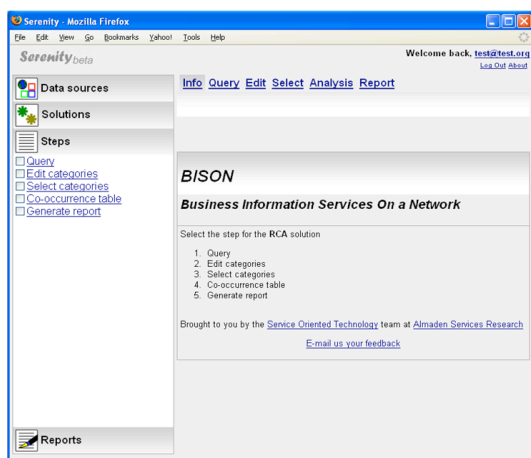 Serenity - Mozilla Firefox
File Edit View Go Bookmarks Yahoo! Tools Help
Serenity beta
Welcome back, test@test.org
Log Out About
Data sources
Solutions
Steps
Query
Edit categories
Select categories
Co-occurrence table
Generate report
Reports
Info Query Edit Select Analysis Report
BISON
Business Information Services On a Network
Select the step for the RCA solution
1. Query
2. Edit categories
3. Select categories
4. Co-occurrence table
5. Generate report
Brought to you by the Service Oriented Technology team at Almaden Services Research
E-mail us your feedback